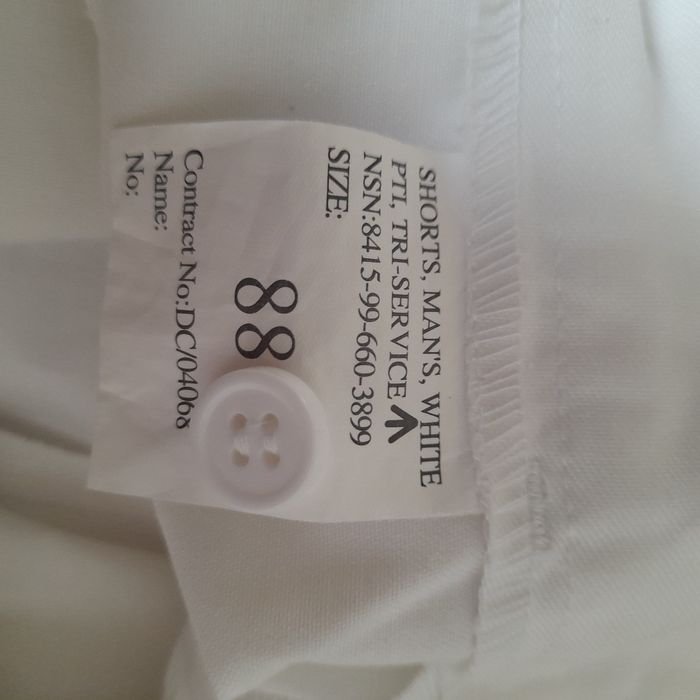 SHORTS, MAN'S, WHITE
PTI, TRI-SERVICE
NSN:8415-99-660-3899
SIZE:
88
Contract No:DC/04068
Name:
No: